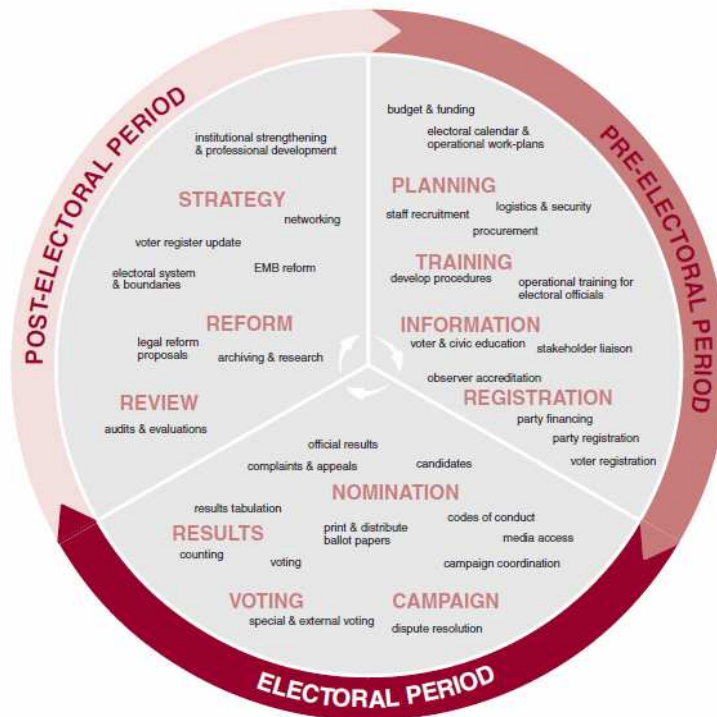 POST-ELECTORAL PERIOD
institutional strengthening
& professional development
STRATEGY
networking
voter register update
electoral system
& boundaries
EMB reform
REFORM
legal reform
proposals
archiving & research
REVIEW
audits & evaluations
PRE-ELECTORAL PERIOD
budget & funding
electoral calendar &
operational work-plans
PLANNING
staff recruitment
logistics & security
procurement
TRAINING
develop procedures
operational training for
electoral officials
INFORMATION
voter & civic education
stakeholder liaison
observer accreditation
REGISTRATION
party financing
party registration
voter registration
official results
complaints & appeals
candidates
NOMINATION
results tabulation
codes of conduct
RESULTS
print & distribute
ballot papers
media access
counting
voting
campaign coordination
VOTING
CAMPAIGN
special & external voting
dispute resolution
ELECTORAL PERIOD